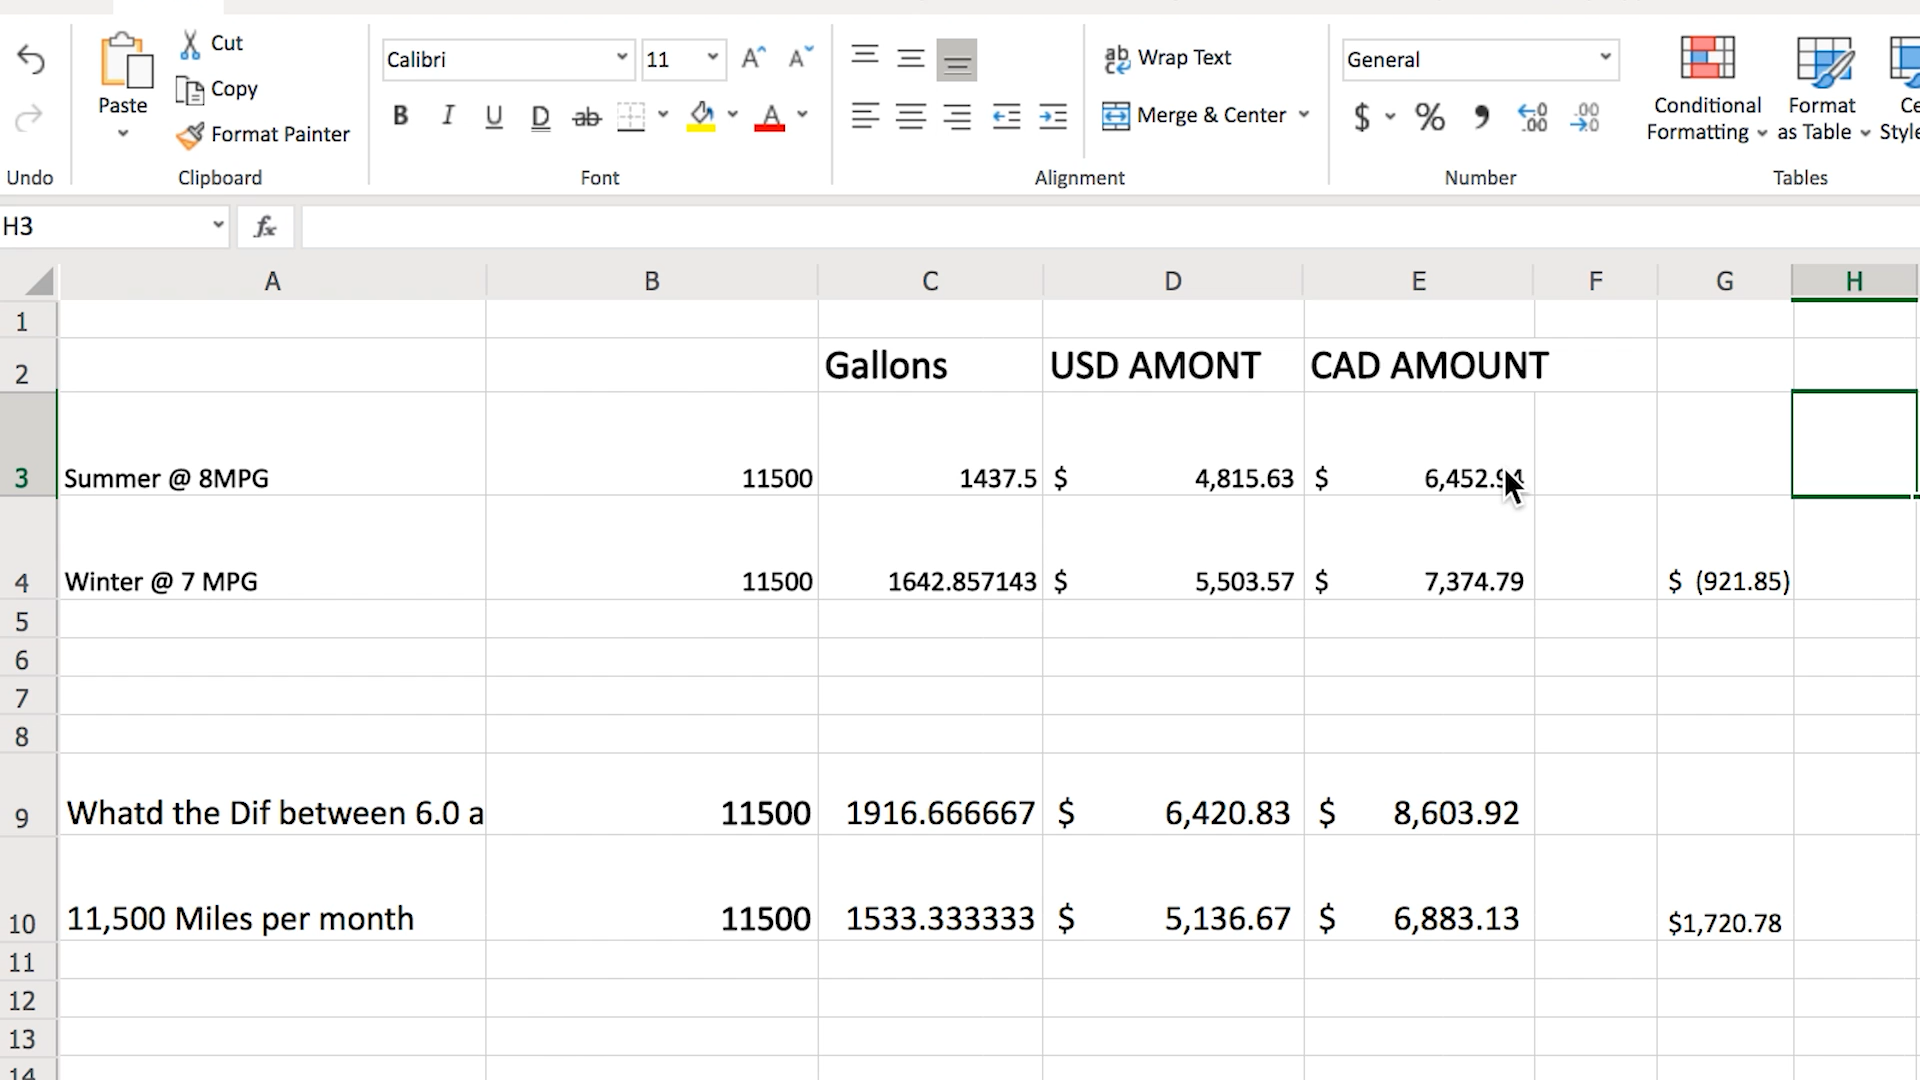 Cut
Copy
Format Painter
Paste
Undo
Clipboard
Calibri
11
A^ A
B I U D ab
A
Font
ab Wrap Text
c
Merge & Center
Alignment
General
$ % , .00 .00
Number
Conditional
Formatting
Format
as Table
Ce
Style
Tables
H3
fx
A B C D E F G H
1
2 Gallons USD AMONT CAD AMOUNT
3 Summer @ 8MPG 11500 1437.5 $ 4,815.63 $ 6,452.94
4 Winter @ 7 MPG 11500 1642.857143 $ 5,503.57 $ 7,374.79 $ (921.85)
5
6
7
8
9 Whatd the Dif between 6.0 a 11500 1916.666667 $ 6,420.83 $ 8,603.92
10 11,500 Miles per month 11500 1533.333333 $ 5,136.67 $ 6,883.13 $1,720.78
11
12
13
14